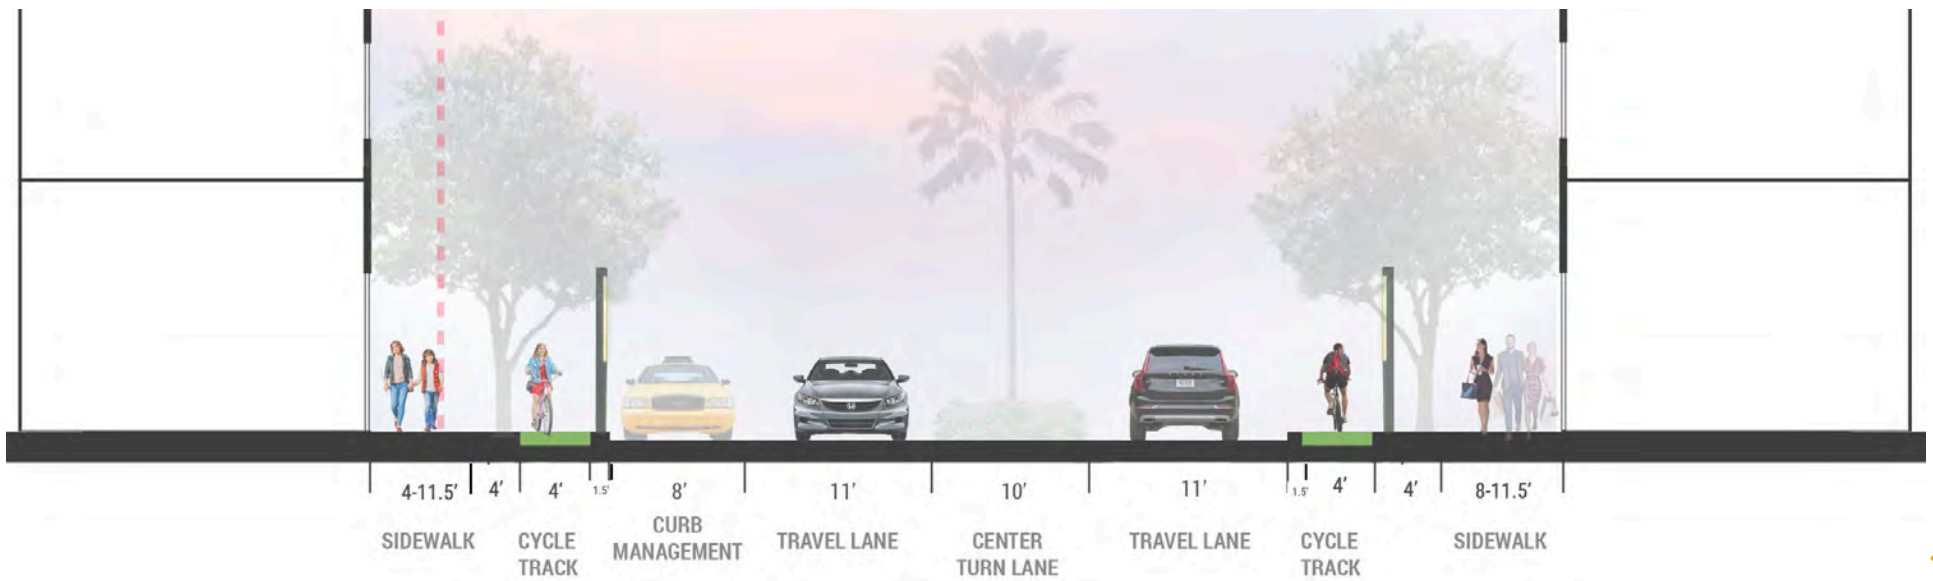 4-11.5′ 4′ 4′ 1.5′ 8′ 11′ 10′ 11′ 1.5′ 4′ 4′ 8-11.5′
SIDEWALK
CYCLE
TRACK
CURB
MANAGEMENT
TRAVEL LANE
CENTER
TURN LANE
TRAVEL LANE
CYCLE
TRACK
SIDEWALK